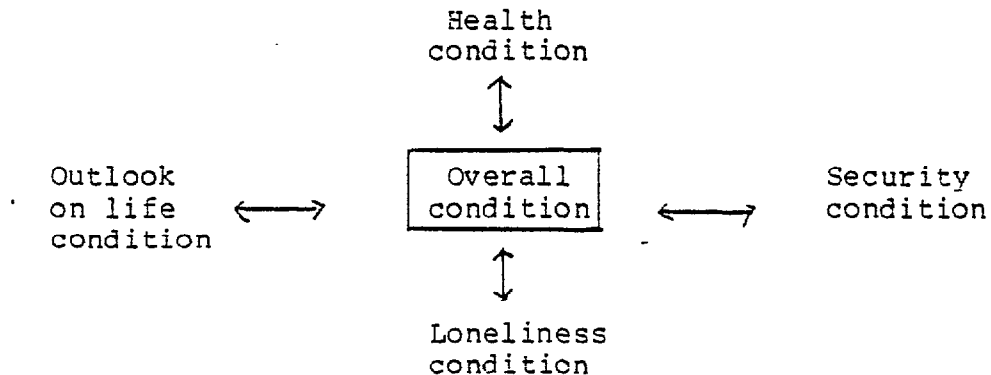 Health
condition
Overall
condition
Outlook
on life
condition
Security
condition
Loneliness
condition